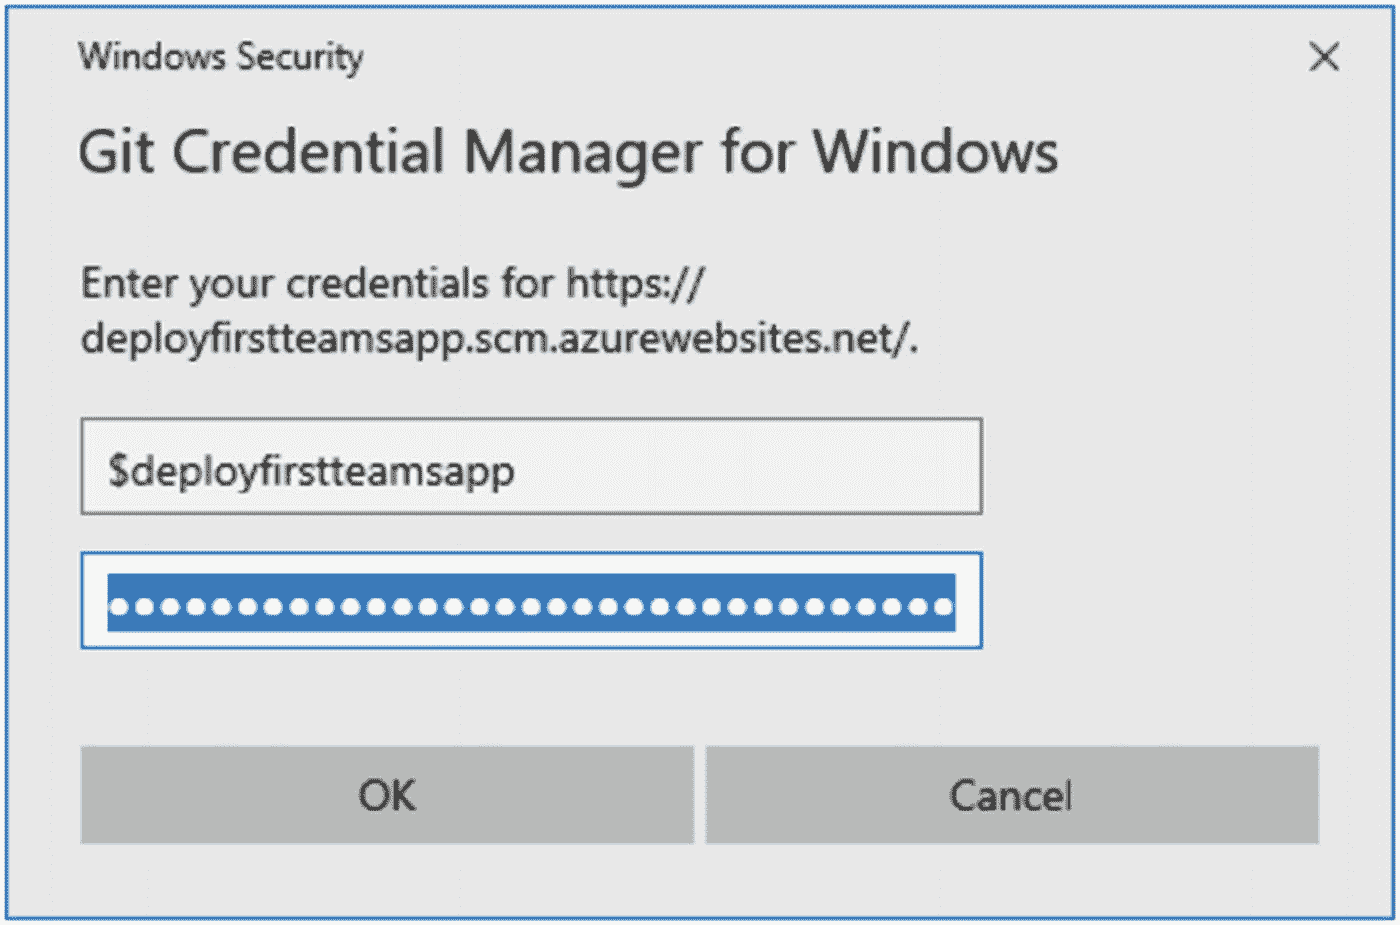 Windows Security
Git Credential Manager for Windows
Enter your credentials for https://
deployfirstteamsapp.scm.azurewebsites.net/.
$deployfirstteamsapp
●●●●●●●●●●●●●●●●●●●●●●●●●●●●●●●●●
OK
Cancel